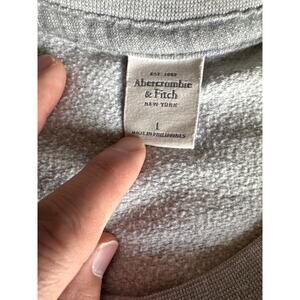 EST. 1892
Abercrombie
& Fitch
NEW YORK
L
MADE IN PHILIPPINES